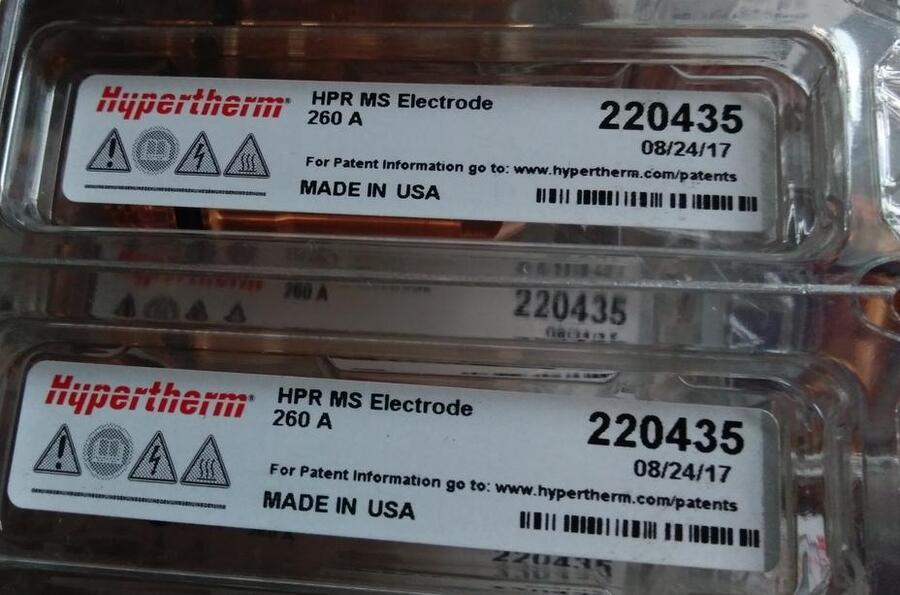 Hypertherm®
HPR MS Electrode
260 A
220435
08/24/17
For Patent Information go to: www.hypertherm.com/patents
MADE IN USA
260 A
220435
Hypertherm®
HPR MS Electrode
260 A
220435
08/24/17
For Patent Information go to: www.hypertherm.com/patents
MADE IN USA
220435